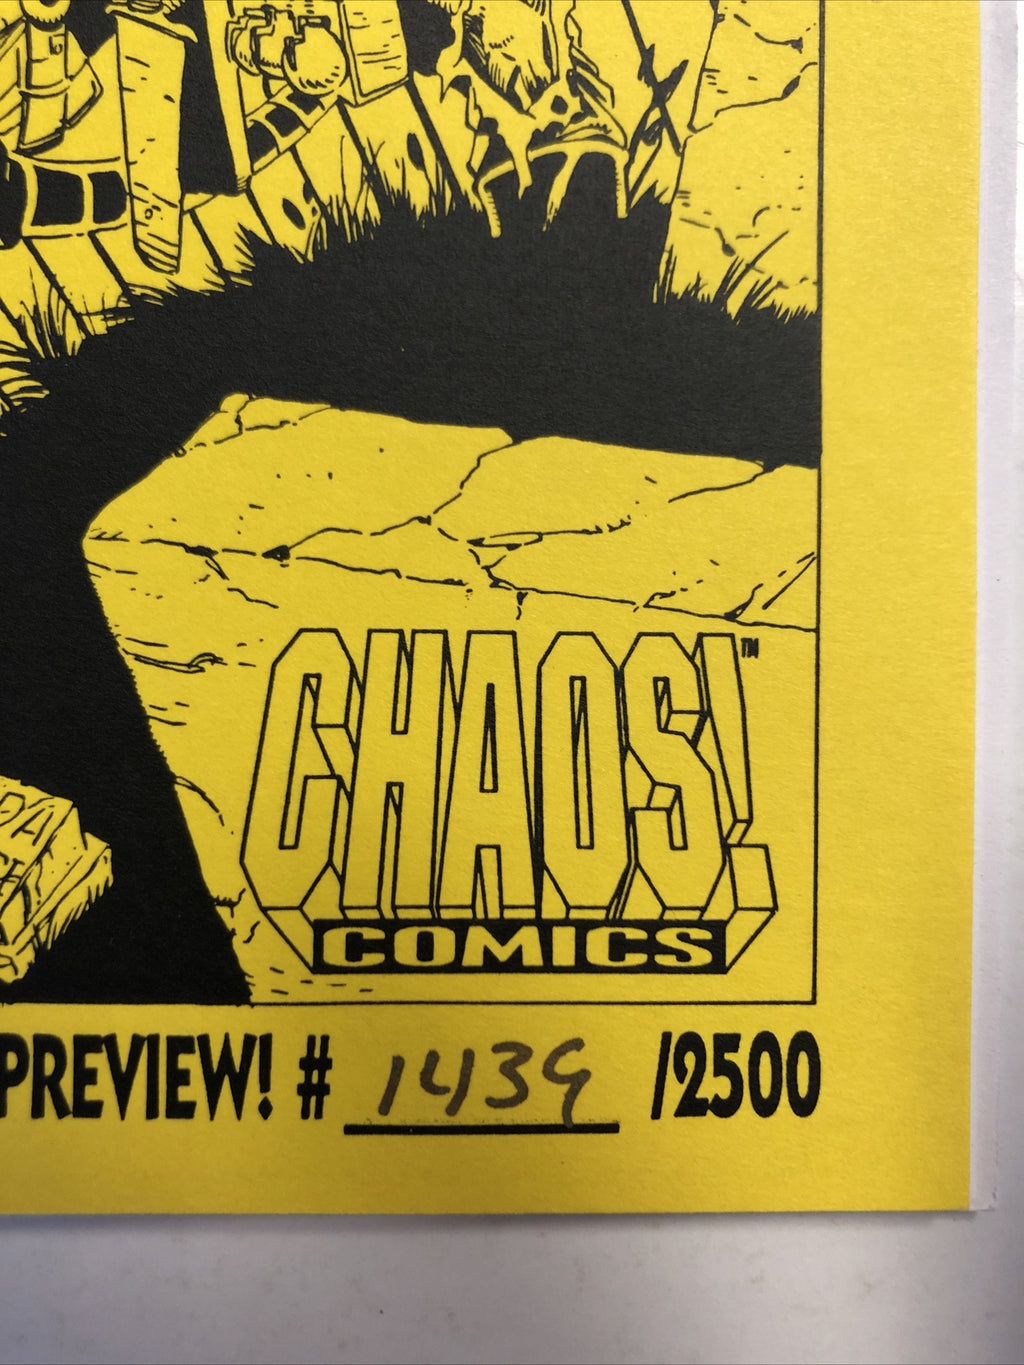 CHAOS!™
COMICS
PREVIEW! # 1439 /2500